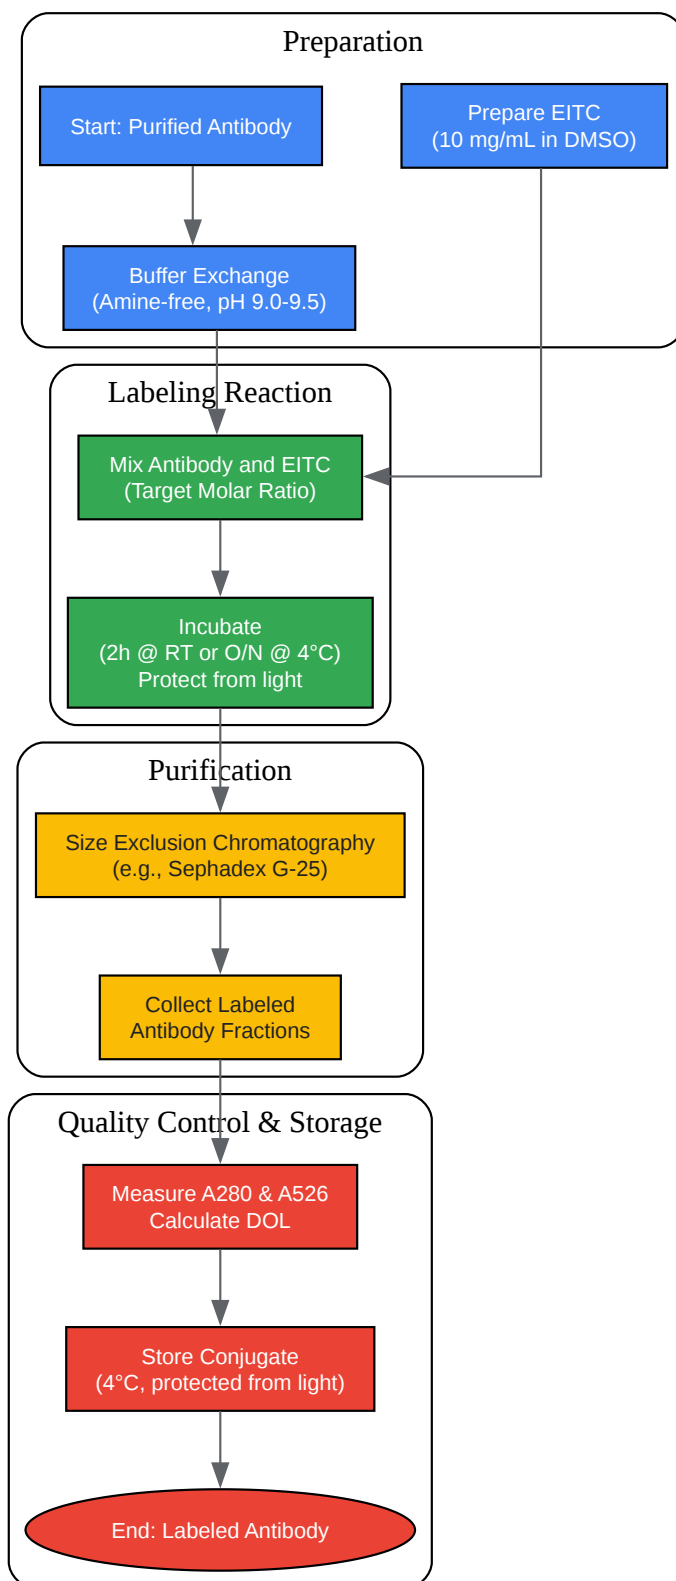 Preparation
Start: Purified Antibody
Prepare EITC
(10 mg/mL in DMSO)
Buffer Exchange
(Amine-free, pH 9.0-9.5)
Labeling Reaction
Mix Antibody and EITC
(Target Molar Ratio)
Incubate
(2h @ RT or O/N @ 4°C)
Protect from light
Purification
Size Exclusion Chromatography
(e.g., Sephadex G-25)
Collect Labeled
Antibody Fractions
Quality Control & Storage
Measure A280 & A526
Calculate DOL
Store Conjugate
(4°C, protected from light)
End: Labeled Antibody